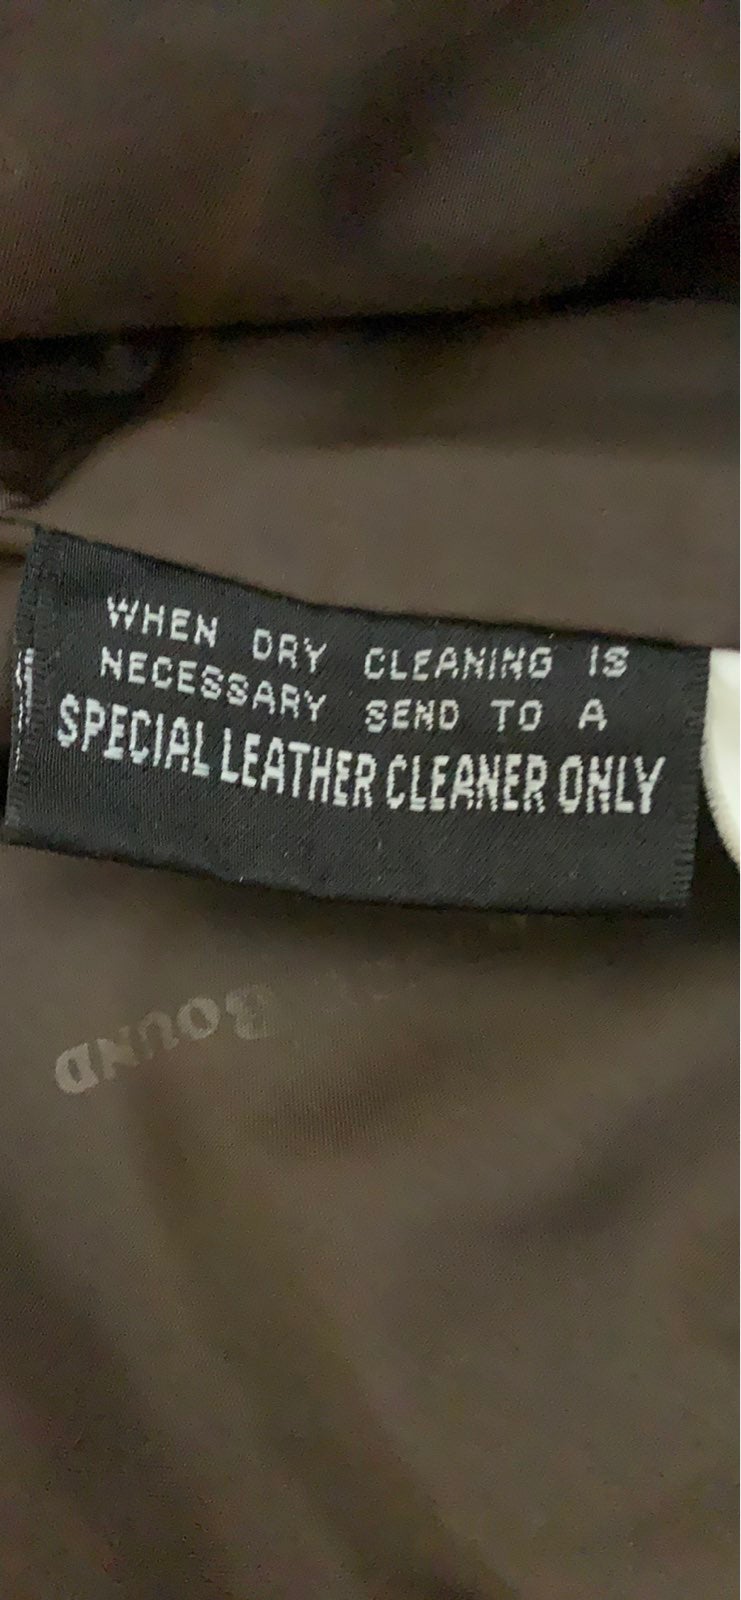 WHEN DRY CLEANING IS
NECESSARY SEND TO A
SPECIAL LEATHER CLEANER ONLY
BOUND